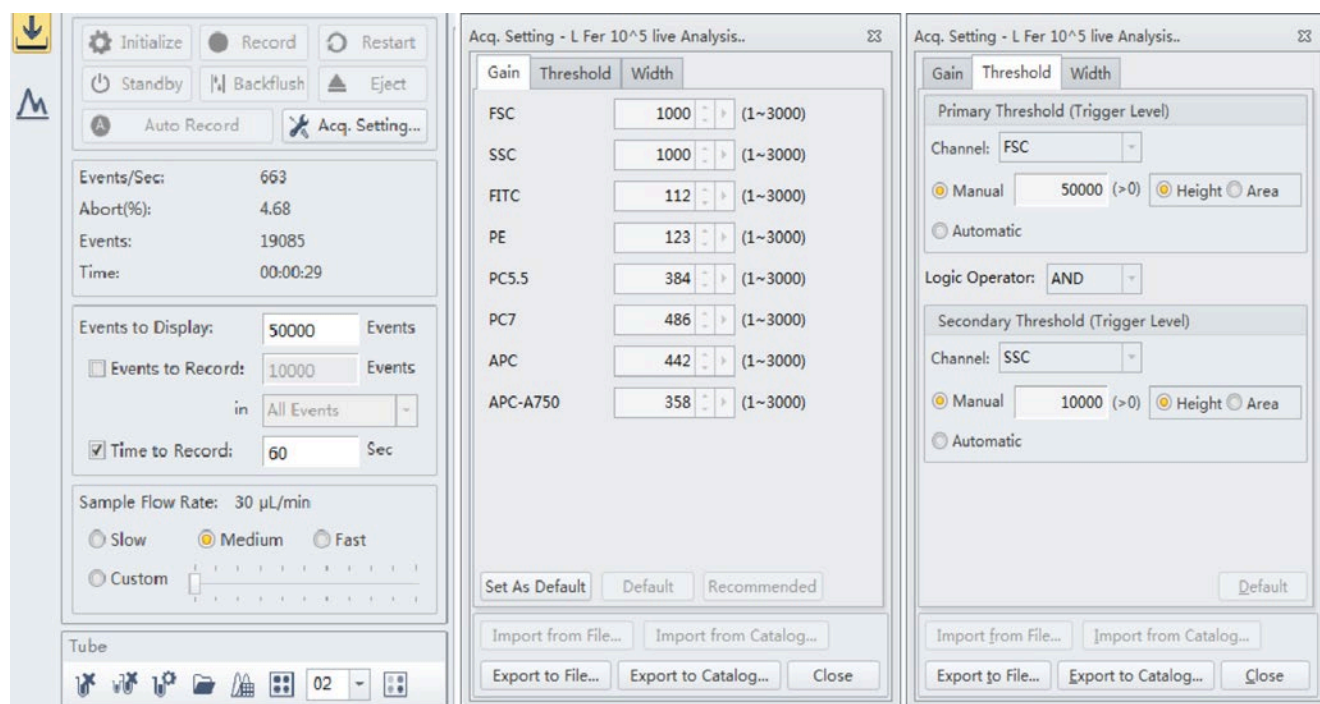 Initialize Record Restart
Standby Backflush Eject
A Auto Record Acq. Setting...
Events/Sec: 663
Abort(%): 4.68
Events: 19085
Time: 00:00:29
Events to Display: 50000 Events
Events to Record: 10000 Events
in All Events
Time to Record: 60 Sec
Sample Flow Rate: 30 µL/min
Slow Medium Fast
Custom
Tube
02
Acq. Setting - L Fer 10^5 live Analysis..
Gain Threshold Width
FSC 1000 (1~3000)
SSC 1000 (1~3000)
FITC 112 (1~3000)
PE 123 (1~3000)
PC5.5 384 (1~3000)
PC7 486 (1~3000)
APC 442 (1~3000)
APC-A750 358 (1~3000)
Set As Default Default Recommended
Import from File... Import from Catalog...
Export to File... Export to Catalog... Close
Acq. Setting - L Fer 10^5 live Analysis..
Gain Threshold Width
Primary Threshold (Trigger Level)
Channel: FSC
Manual 50000 (>0) Height Area
Automatic
Logic Operator: AND
Secondary Threshold (Trigger Level)
Channel: SSC
Manual 10000 (>0) Height Area
Automatic
Default
Import from File... Import from Catalog...
Export to File... Export to Catalog... Close